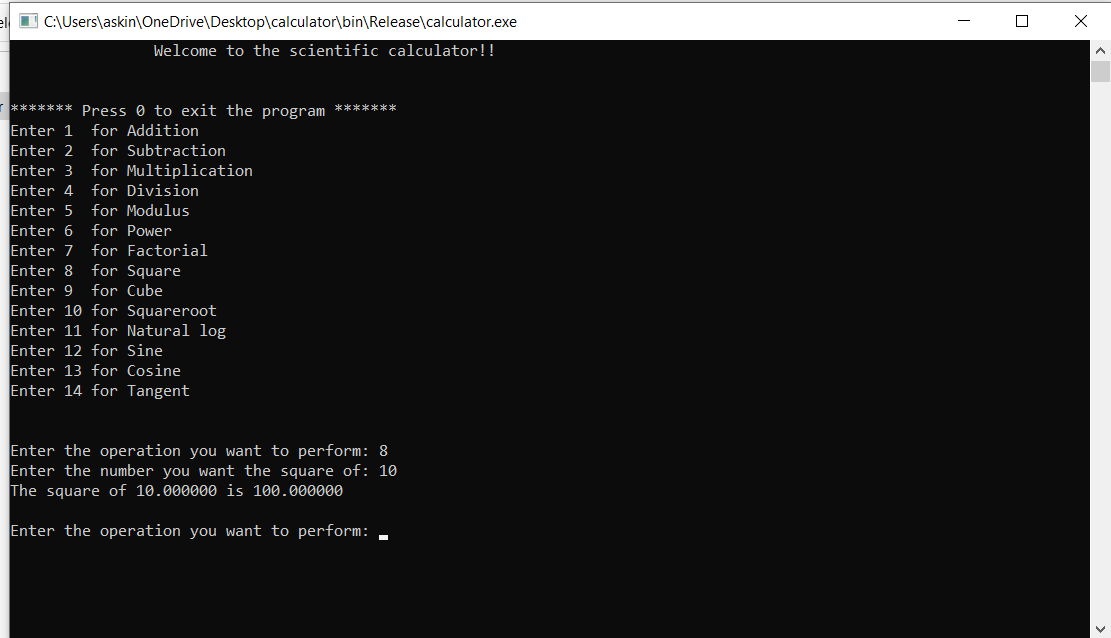 C:\Users\askin\OneDrive\Desktop\calculator\bin\Release\calculator.exe
Welcome to the scientific calculator!!
******* Press 0 to exit the program *******
Enter 1  for Addition
Enter 2  for Subtraction
Enter 3  for Multiplication
Enter 4  for Division
Enter 5  for Modulus
Enter 6  for Power
Enter 7  for Factorial
Enter 8  for Square
Enter 9  for Cube
Enter 10 for Squareroot
Enter 11 for Natural log
Enter 12 for Sine
Enter 13 for Cosine
Enter 14 for Tangent
Enter the operation you want to perform: 8
Enter the number you want the square of: 10
The square of 10.000000 is 100.000000
Enter the operation you want to perform: